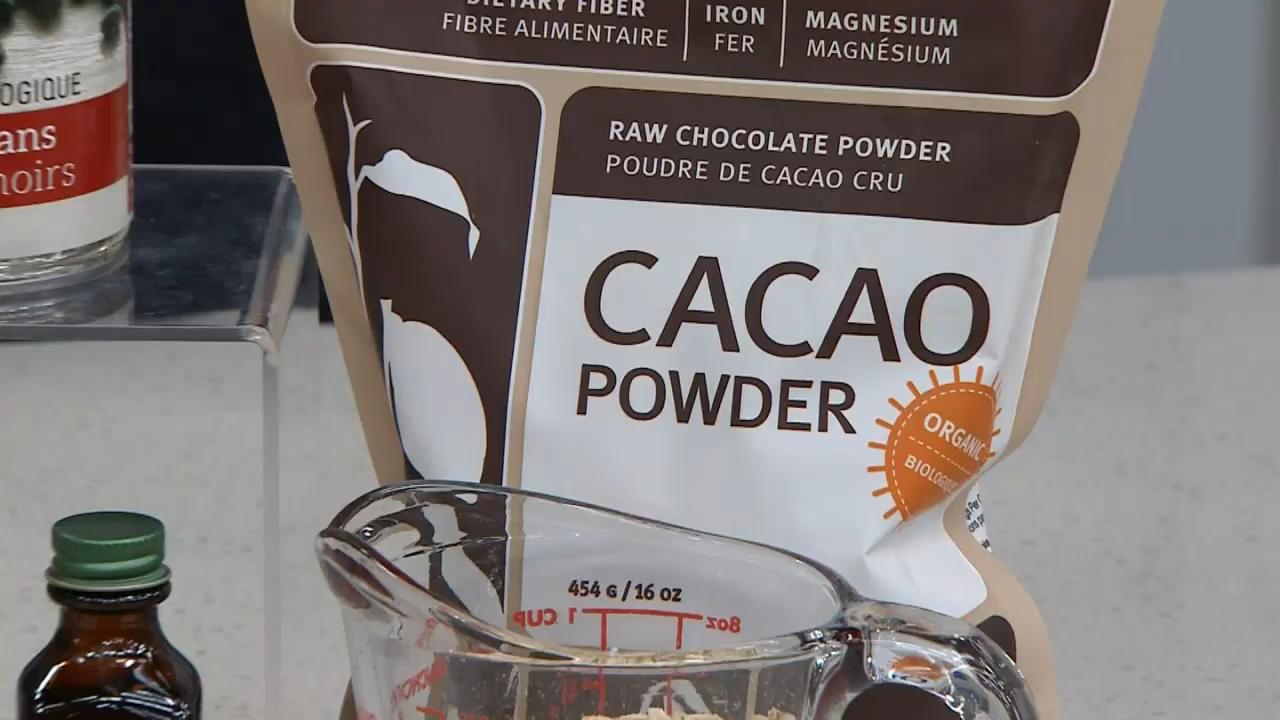 DIETARY FIBER
FIBRE ALIMENTAIRE
IRON
FER
MAGNESIUM
MAGNÉSIUM
OGIQUE
ans
noirs
RAW CHOCOLATE POWDER
POUDRE DE CACAO CRU
CACAO
POWDER
ORGANIC
BIOLOGIQUE
454 G / 16 OZ
1 CUP
8oz